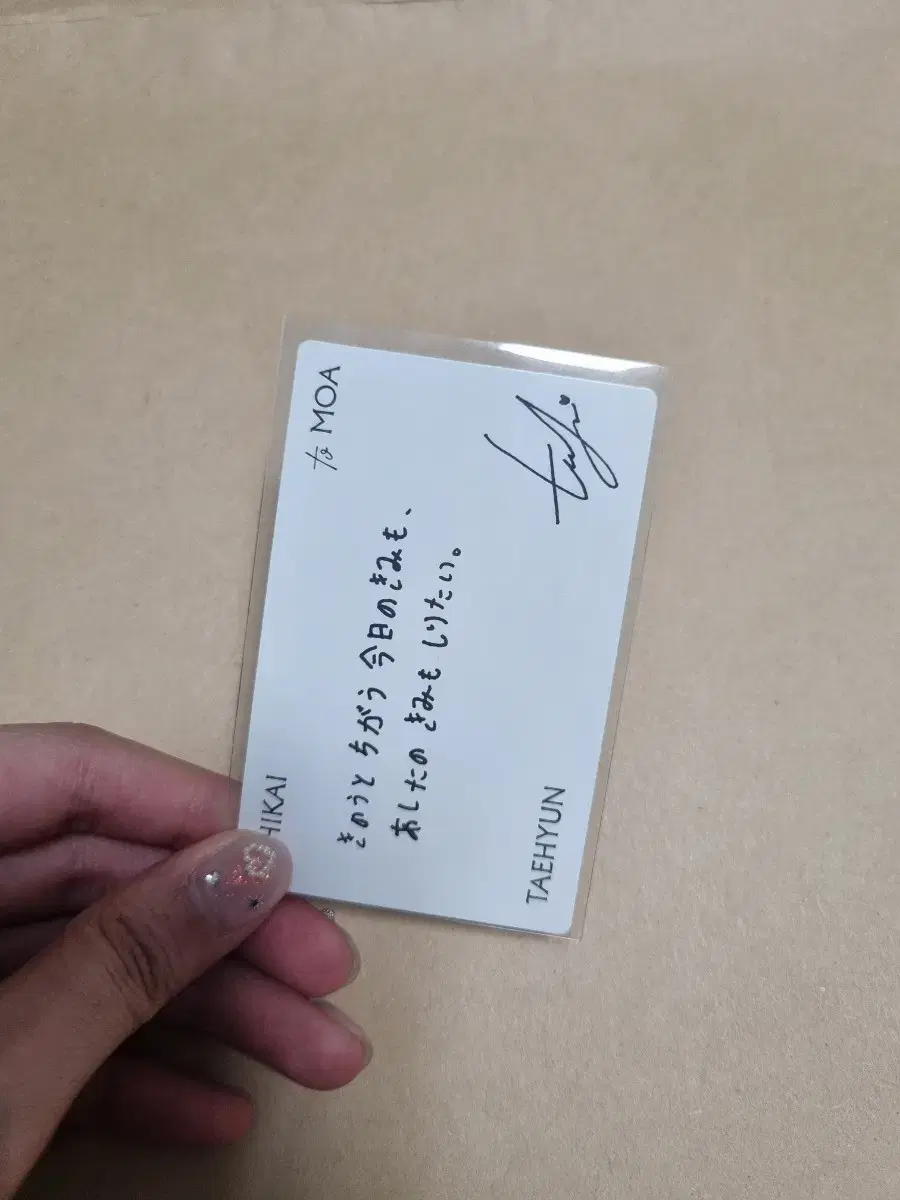 HIKAI
to MOA
きのうと ちがう 今日のきみも、
あしたの きみも しりたい。
TAEHYUN